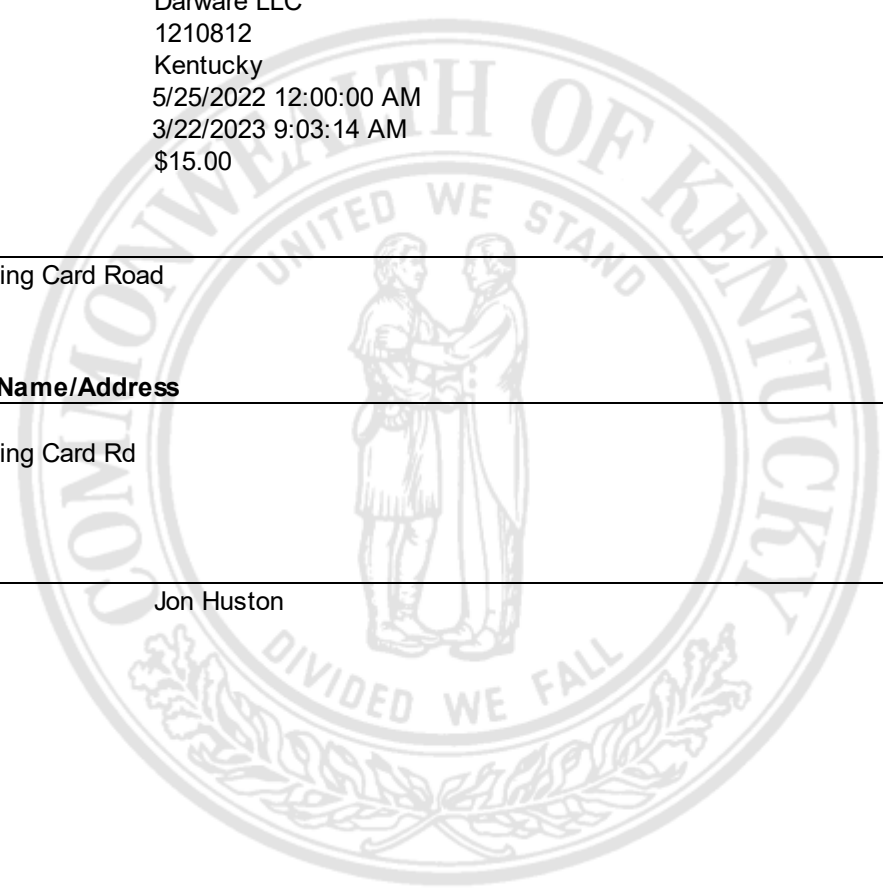 Darware LLC
1210812
Kentucky
5/25/2022 12:00:00 AM
3/22/2023 9:03:14 AM
$15.00
COMMONWEALTH OF KENTUCKY
UNITED WE STAND
ing Card Road
Name/Address
ing Card Rd
Jon Huston
DIVIDED WE FALL